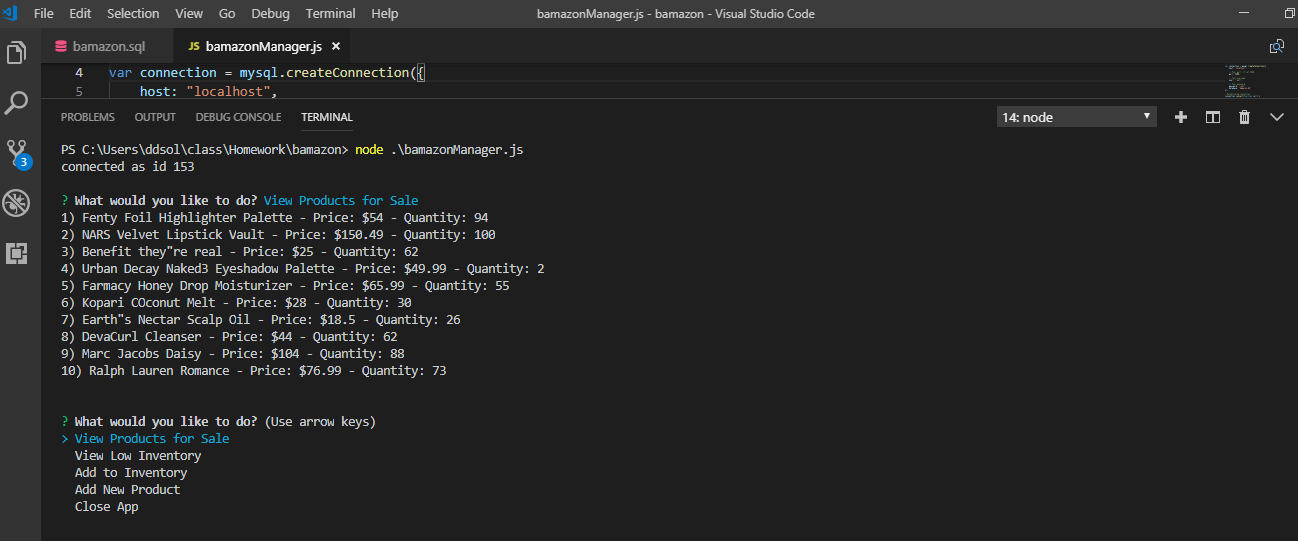 File Edit Selection View Go Debug Terminal Help bamazonManager.js - bamazon - Visual Studio Code
bamazon.sql JS bamazonManager.js ×
4 var connection = mysql.createConnection({
5 host: "localhost",
PROBLEMS OUTPUT DEBUG CONSOLE TERMINAL 14: node
PS C:\Users\ddsol\class\Homework\bamazon> node .\bamazonManager.js
connected as id 153
? What would you like to do? View Products for Sale
1) Fenty Foil Highlighter Palette - Price: $54 - Quantity: 94
2) NARS Velvet Lipstick Vault - Price: $150.49 - Quantity: 100
3) Benefit they"re real - Price: $25 - Quantity: 62
4) Urban Decay Naked3 Eyeshadow Palette - Price: $49.99 - Quantity: 2
5) Farmacy Honey Drop Moisturizer - Price: $65.99 - Quantity: 55
6) Kopari COconut Melt - Price: $28 - Quantity: 30
7) Earth"s Nectar Scalp Oil - Price: $18.5 - Quantity: 26
8) DevaCurl Cleanser - Price: $44 - Quantity: 62
9) Marc Jacobs Daisy - Price: $104 - Quantity: 88
10) Ralph Lauren Romance - Price: $76.99 - Quantity: 73
? What would you like to do? (Use arrow keys)
> View Products for Sale
View Low Inventory
Add to Inventory
Add New Product
Close App
3